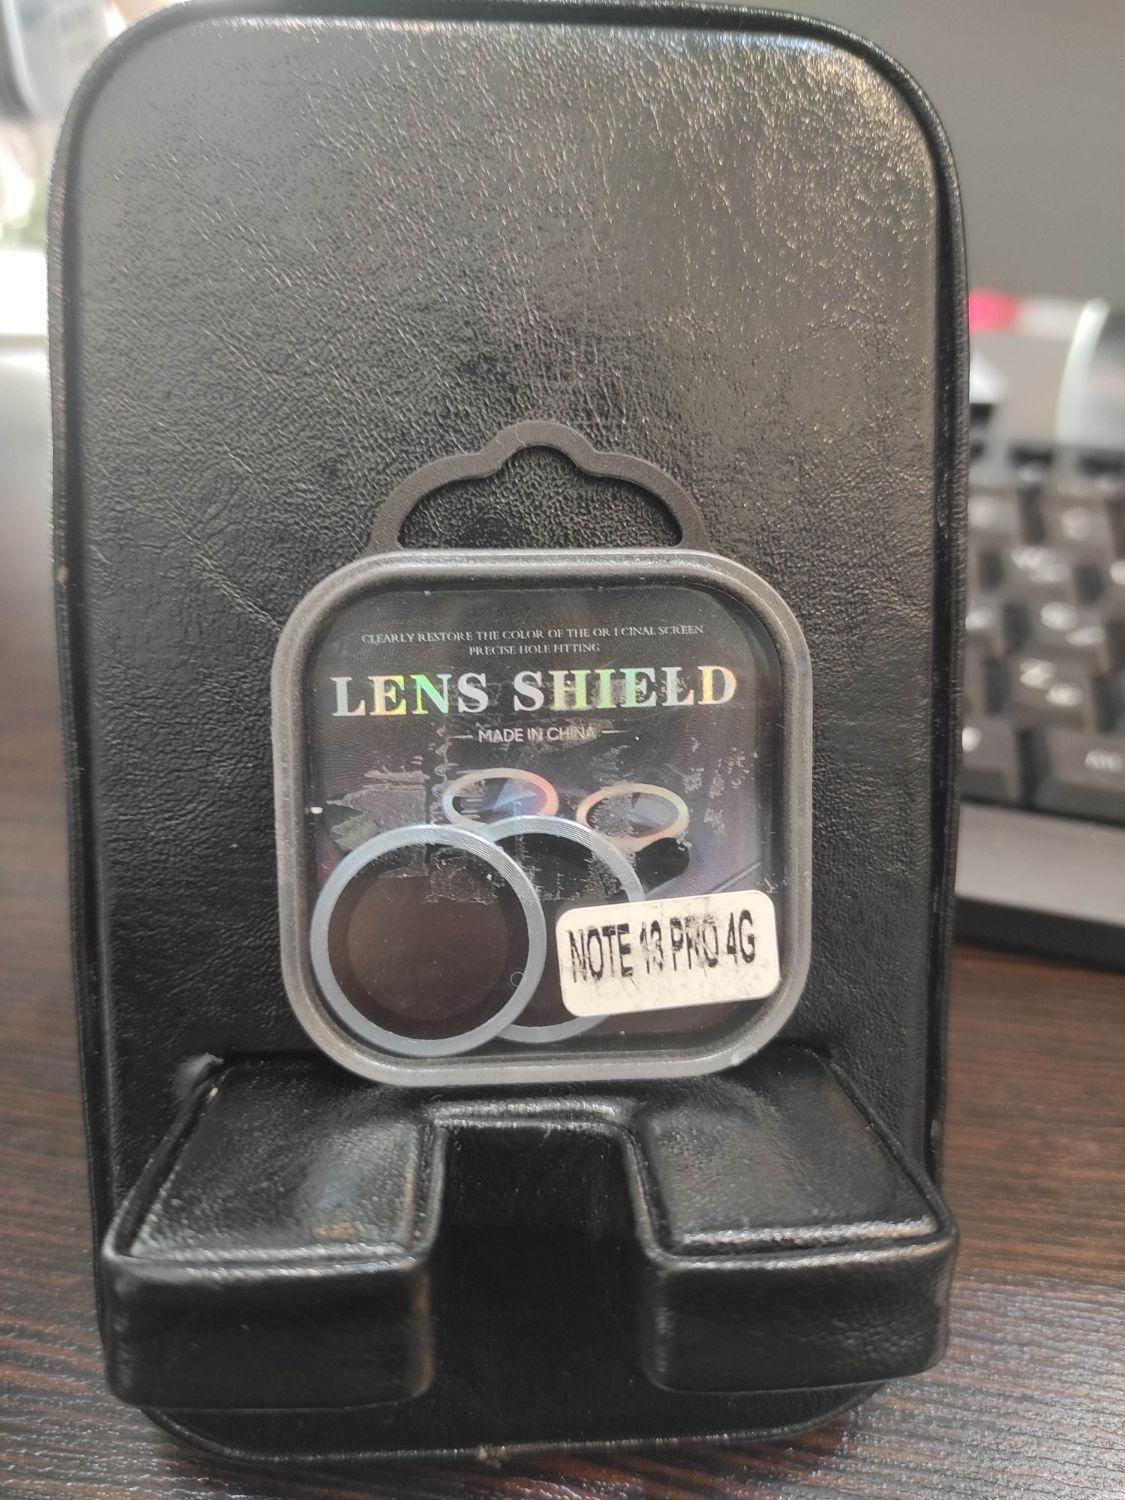 CLEARLY RESTORE THE COLOR OF THE OR I CINAL SCREEN
PRECISE HOLE FITTING
LENS SHIELD
MADE IN CHINA
NOTE 13 PRO 4G